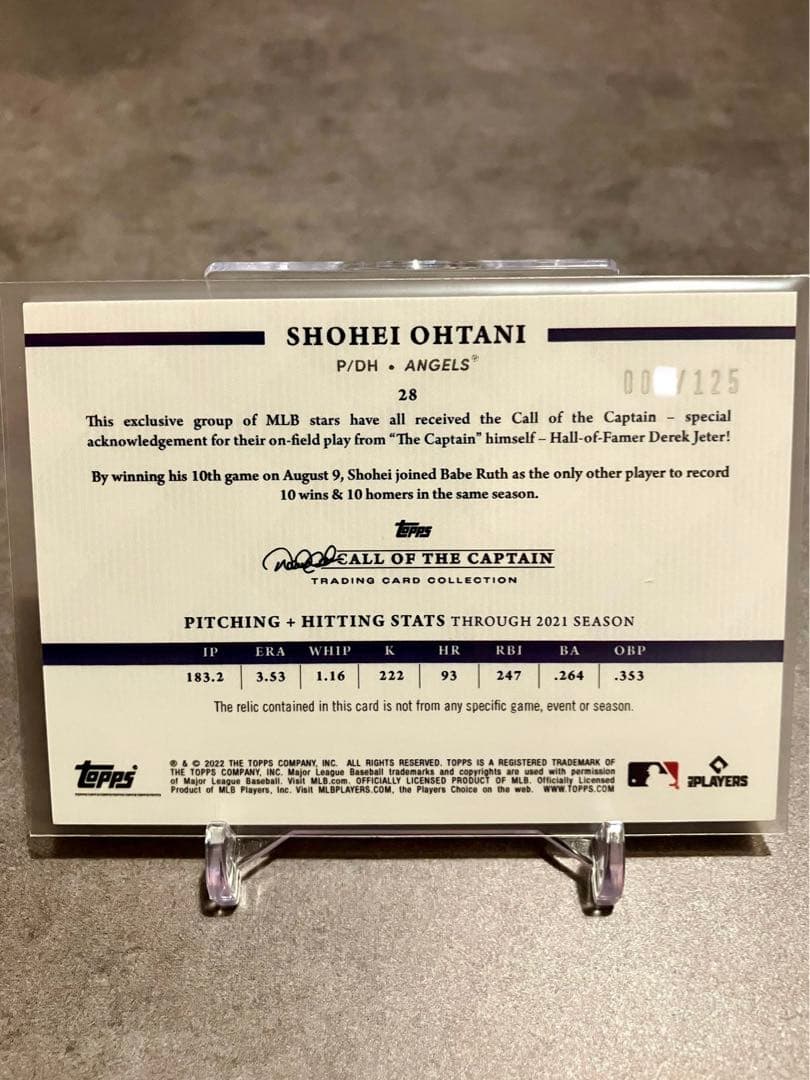 SHOHEI OHTANI
P/DH • ANGELS®
28
00 /125
This exclusive group of MLB stars have all received the Call of the Captain – special
acknowledgement for their on-field play from “The Captain” himself – Hall-of-Famer Derek Jeter!
By winning his 10th game on August 9, Shohei joined Babe Ruth as the only other player to record
10 wins & 10 homers in the same season.
Topps
CALL OF THE CAPTAIN
TRADING CARD COLLECTION
PITCHING + HITTING STATS THROUGH 2021 SEASON
IP ERA WHIP K HR RBI BA OBP
183.2 3.53 1.16 222 93 247 .264 .353
The relic contained in this card is not from any specific game, event or season.
Topps
® & © 2022 THE TOPPS COMPANY, INC. ALL RIGHTS RESERVED. TOPPS IS A REGISTERED TRADEMARK OF
THE TOPPS COMPANY, INC. Major League Baseball trademarks and copyrights are used with permission
of Major League Baseball. Visit MLB.com. OFFICIALLY LICENSED PRODUCT OF MLB. Officially Licensed
Product of MLB Players, Inc. Visit MLBPLAYERS.COM, the Players Choice on the web. WWW.TOPPS.COM
PLAYERS